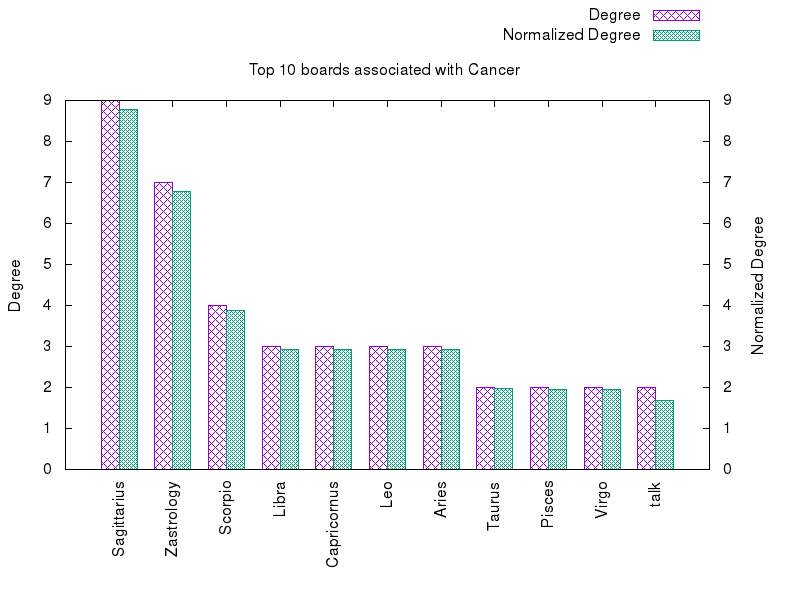 Degree
Normalized Degree
Top 10 boards associated with Cancer
9
8
7
6
5
4
3
2
1
0
9
8
7
6
5
4
3
2
1
0
Degree
Normalized Degree
Sagittarius
Zastrology
Scorpio
Libra
Capricornus
Leo
Aries
Taurus
Pisces
Virgo
talk